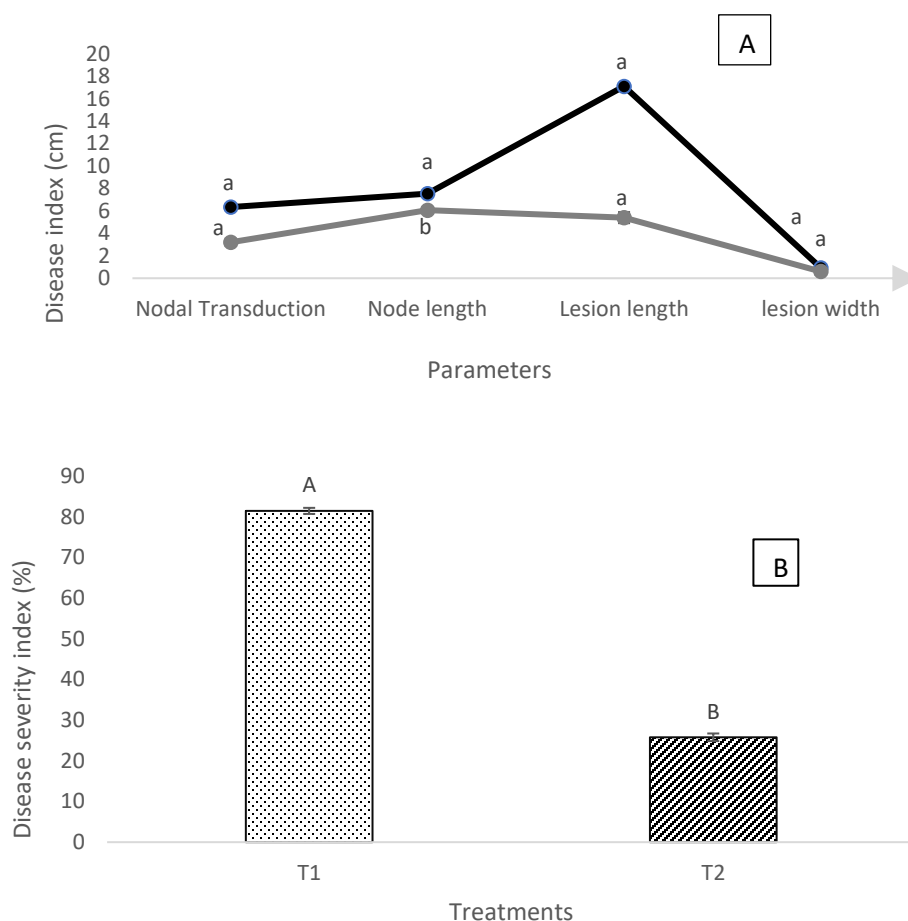 A
20
18
16
14
12
10
8
6
4
2
0
Disease index (cm)
a
a
a
a
a
a
b
a
a
Nodal Transduction Node length Lesion length lesion width
Parameters
90
80
70
60
50
40
30
20
10
0
Disease severity index (%)
A
B
B
T1 T2
Treatments